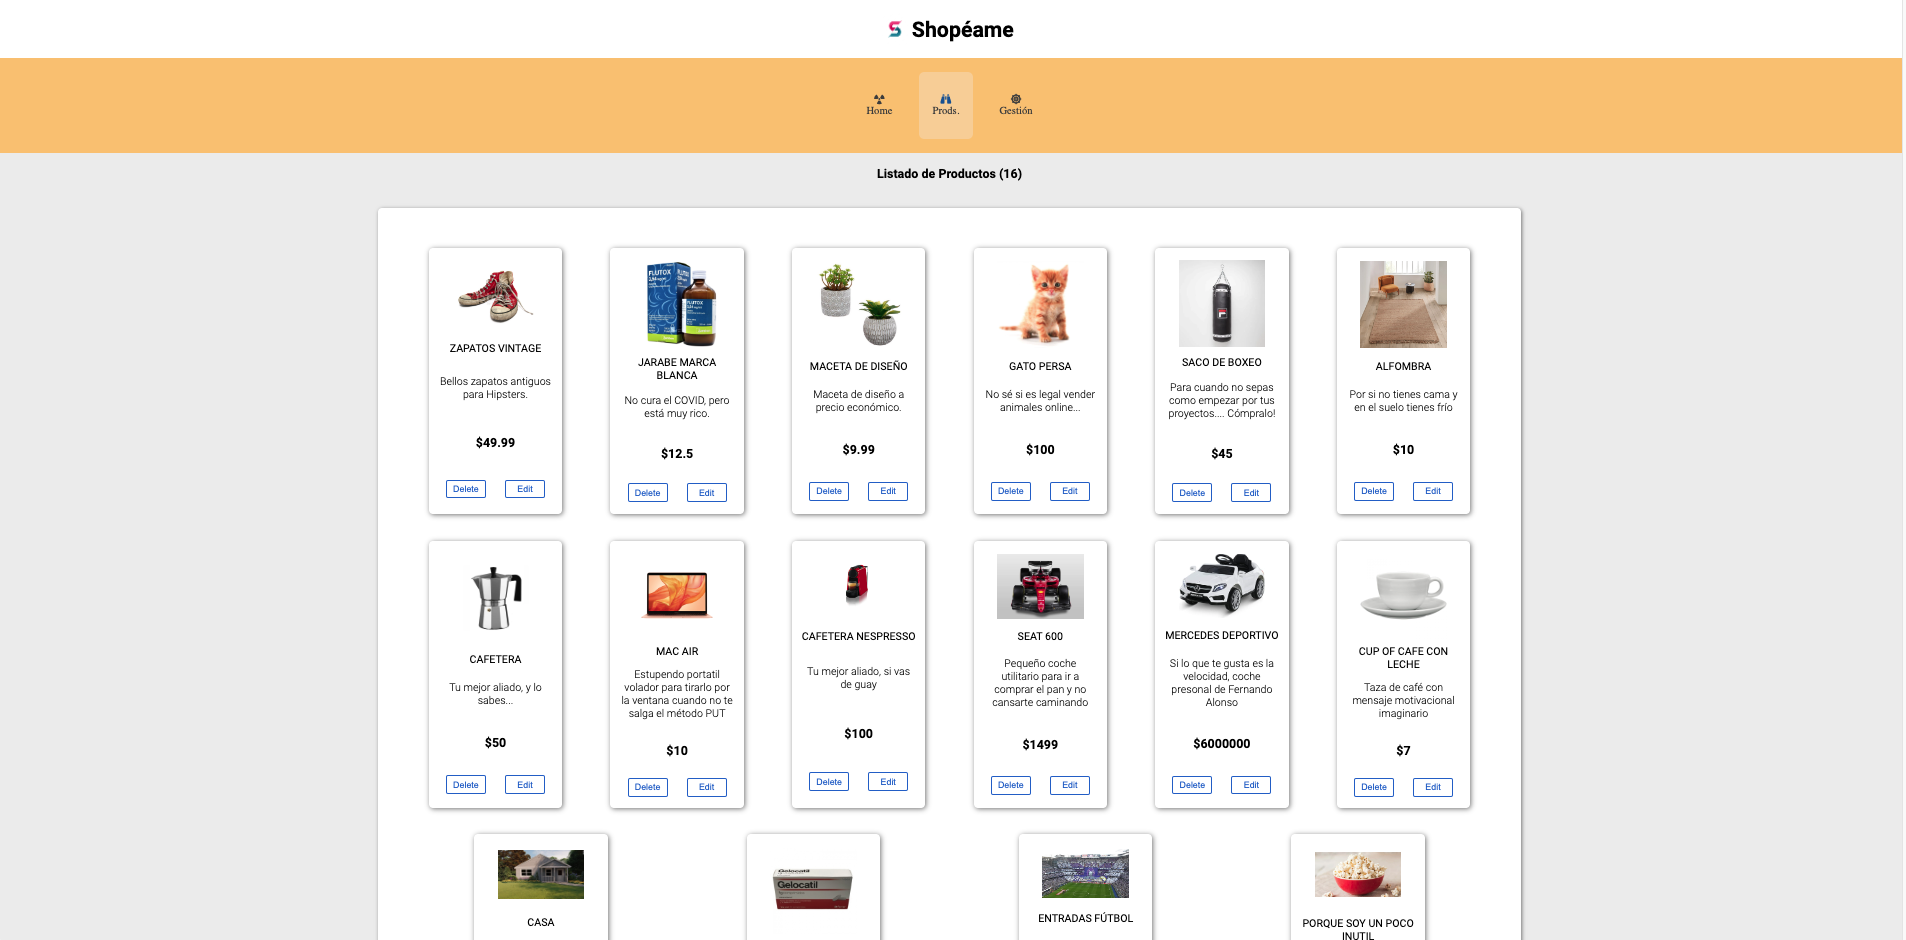 Shopéame
Home
Prods.
Gestión
Listado de Productos (16)
ZAPATOS VINTAGE
Bellos zapatos antiguos
para Hipsters.
$49.99
Delete
Edit
FLUTOX
JARABE MARCA
BLANCA
No cura el COVID, pero
está muy rico.
$12.5
Delete
Edit
MACETA DE DISEÑO
Maceta de diseño a
precio económico.
$9.99
Delete
Edit
GATO PERSA
No sé si es legal vender
animales online...
$100
Delete
Edit
SACO DE BOXEO
Para cuando no sepas
como empezar por tus
proyectos.... Cómpralo!
$45
Delete
Edit
ALFOMBRA
Por si no tienes cama y
en el suelo tienes frío
$10
Delete
Edit
CAFETERA
Tu mejor aliado, y lo
sabes...
$50
Delete
Edit
MAC AIR
Estupendo portatil
volador para tirarlo por
la ventana cuando no te
salga el método PUT
$10
Delete
Edit
CAFETERA NESPRESSO
Tu mejor aliado, si vas
de guay
$100
Delete
Edit
SEAT 600
Pequeño coche
utilitario para ir a
comprar el pan y no
cansarte caminando
$1499
Delete
Edit
MERCEDES DEPORTIVO
Si lo que te gusta es la
velocidad, coche
presonal de Fernando
Alonso
$6000000
Delete
Edit
CUP OF CAFE CON
LECHE
Taza de café con
mensaje motivacional
imaginario
$7
Delete
Edit
CASA
Gelocatil
Gelocatil
ENTRADAS FÚTBOL
PORQUE SOY UN POCO
INUTIL